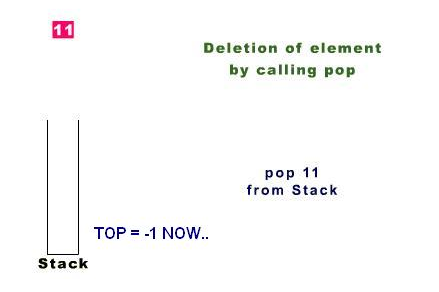 11
Deletion of element
by calling pop
pop 11
from Stack
TOP = -1 NOW..
Stack